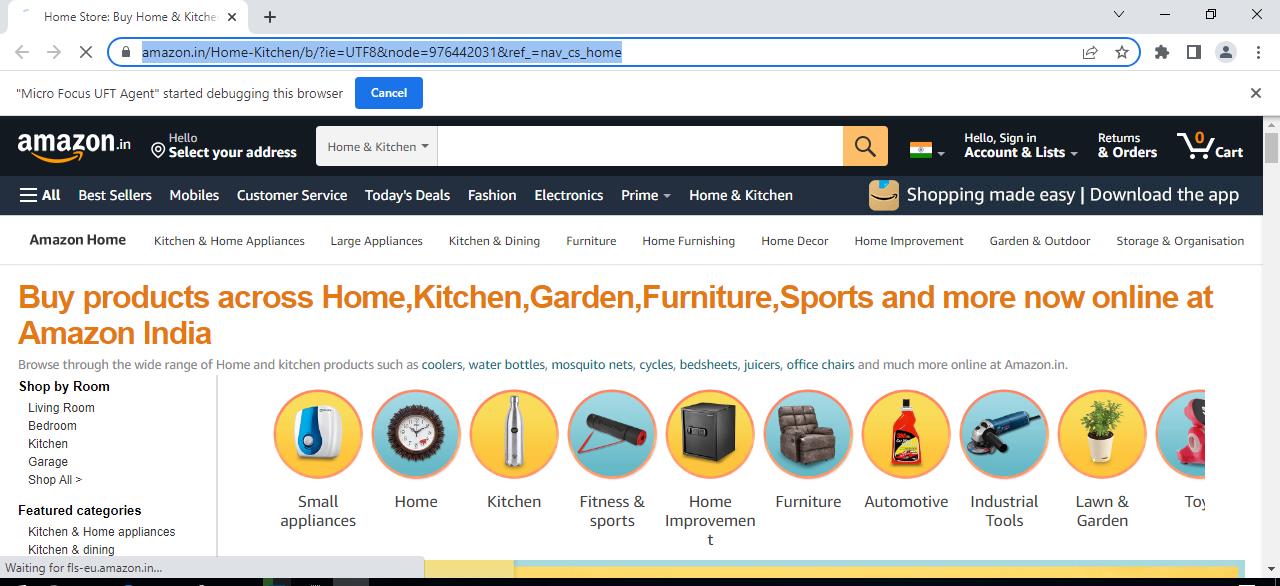 Home Store: Buy Home & Kitche
amazon.in/Home-Kitchen/b/?ie=UTF8&node=976442031&ref_=nav_cs_home
"Micro Focus UFT Agent" started debugging this browser Cancel
amazon.in
Hello
Select your address
Home & Kitchen
Hello, Sign in
Account & Lists
Returns
& Orders
0
Cart
All Best Sellers Mobiles Customer Service Today's Deals Fashion Electronics Prime Home & Kitchen Shopping made easy | Download the app
Amazon Home Kitchen & Home Appliances Large Appliances Kitchen & Dining Furniture Home Furnishing Home Decor Home Improvement Garden & Outdoor Storage & Organisation
Buy products across Home,Kitchen,Garden,Furniture,Sports and more now online at
Amazon India
Browse through the wide range of Home and kitchen products such as coolers, water bottles, mosquito nets, cycles, bedsheets, juicers, office chairs and much more online at Amazon.in.
Shop by Room
Living Room
Bedroom
Kitchen
Garage
Shop All >
Featured categories
Kitchen & Home appliances
Kitchen & dining
Small
appliances
Home
Kitchen
Fitness &
sports
Home
Improvemen
t
Furniture
Automotive
Industrial
Tools
Lawn &
Garden
Toy
Waiting for fls-eu.amazon.in...